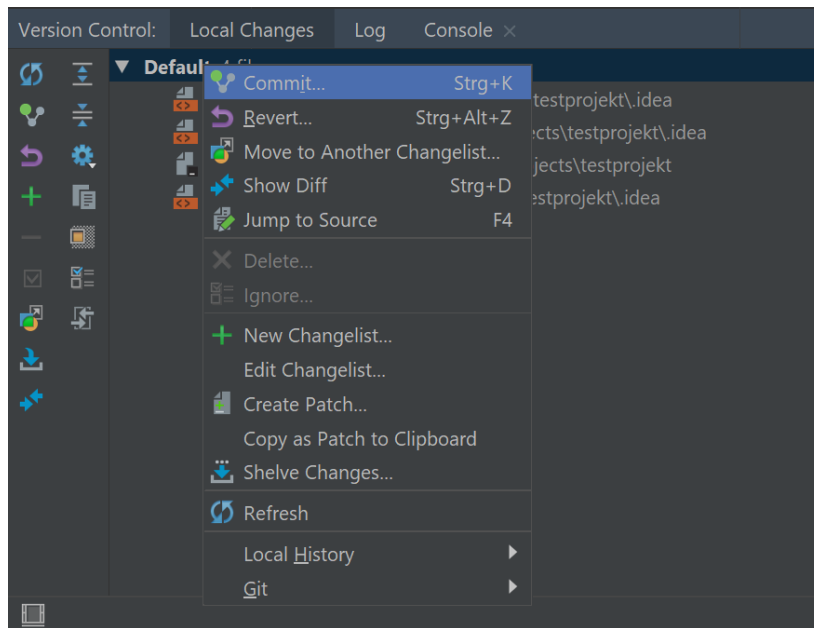 Version Control: Local Changes Log Console
Default
Commit... Strg+K
testprojekt\.idea
Revert... Strg+Alt+Z
ects\testprojekt\.idea
Move to Another Changelist...
jects\testprojekt
Show Diff Strg+D
estprojekt\.idea
Jump to Source F4
Delete...
Ignore...
New Changelist...
Edit Changelist...
Create Patch...
Copy as Patch to Clipboard
Shelve Changes...
Refresh
Local History
Git